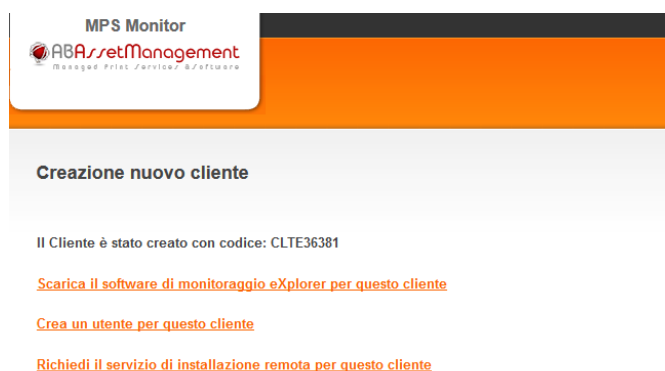 MPS Monitor
ABAssetManagement
Managed Print Services & Software
Creazione nuovo cliente
Il Cliente è stato creato con codice: CLTE36381
Scarica il software di monitoraggio eXplorer per questo cliente
Crea un utente per questo cliente
Richiedi il servizio di installazione remota per questo cliente